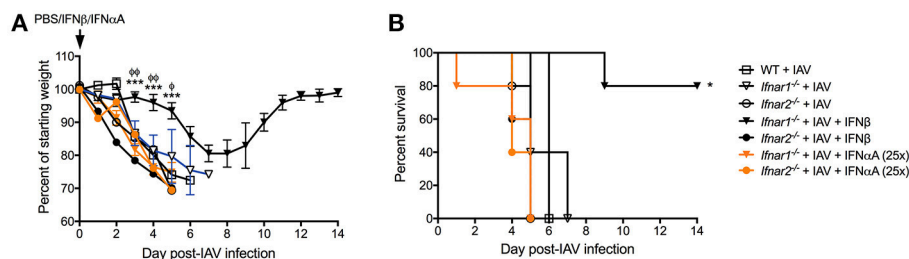 A
PBS/IFNβ/IFNαA
Percent of starting weight
110
100
90
80
70
60
ϕϕ ϕϕ ϕ
*** *** ***
0 2 4 6 8 10 12 14
Day post-IAV infection
B
Percent survival
100
80
60
40
20
0
*
0 2 4 6 8 10 12 14
Day post-IAV infection
WT + IAV
Ifnar1-/- + IAV
Ifnar2-/- + IAV
Ifnar1-/- + IAV + IFNβ
Ifnar2-/- + IAV + IFNβ
Ifnar1-/- + IAV + IFNαA (25x)
Ifnar2-/- + IAV + IFNαA (25x)